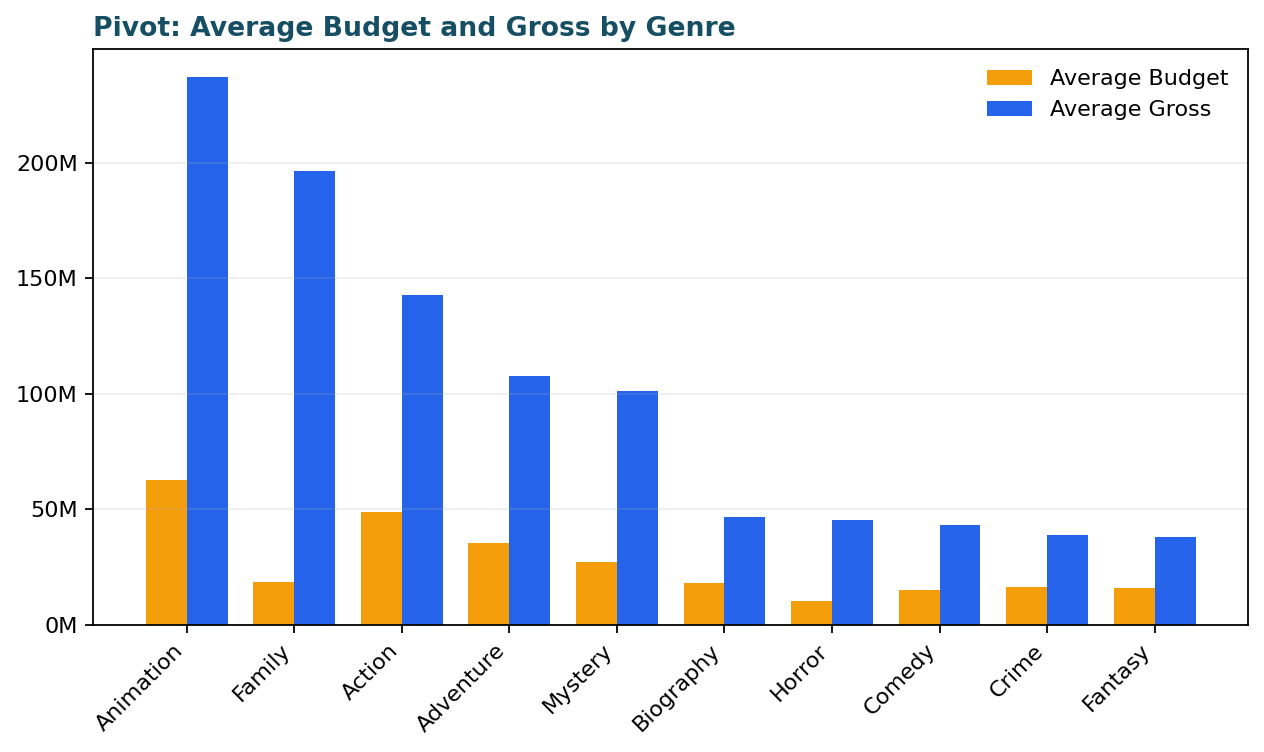 Pivot: Average Budget and Gross by Genre
Average Budget
Average Gross
200M
150M
100M
50M
0M
Animation
Family
Action
Adventure
Mystery
Biography
Horror
Comedy
Crime
Fantasy